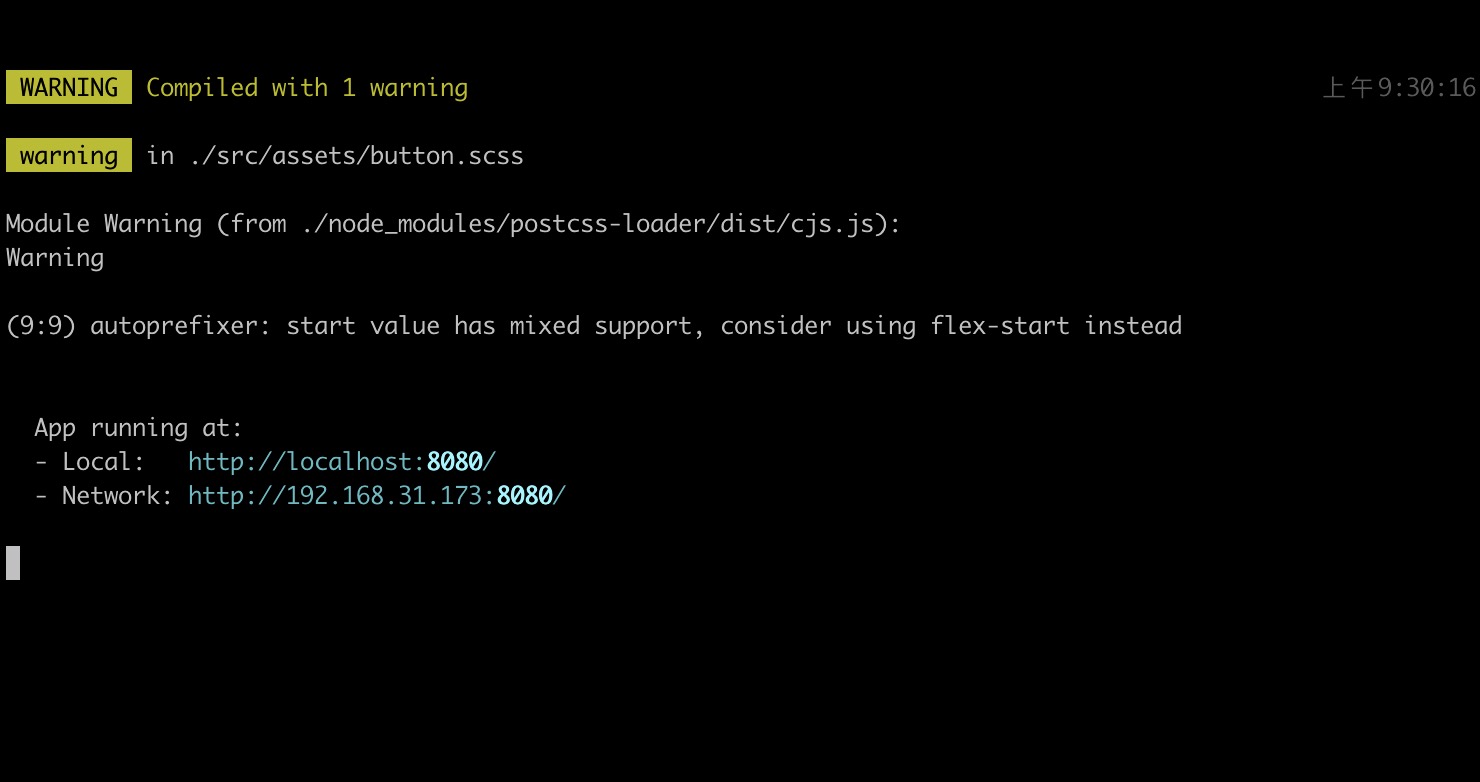 WARNING Compiled with 1 warning 上午9:30:16
warning in ./src/assets/button.scss
Module Warning (from ./node_modules/postcss-loader/dist/cjs.js):
Warning
(9:9) autoprefixer: start value has mixed support, consider using flex-start instead
App running at:
- Local: http://localhost:8080/
- Network: http://192.168.31.173:8080/